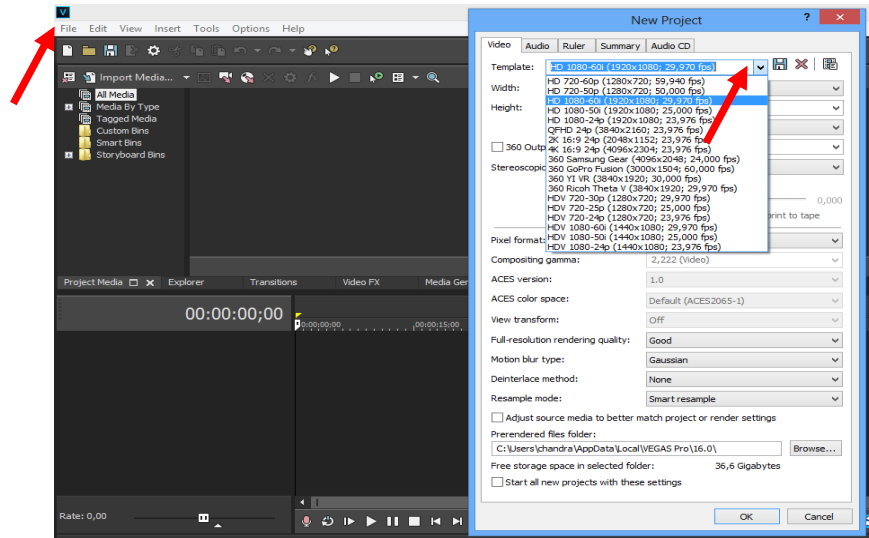 V
File Edit View Insert Tools Options Help
Import Media...
All Media
Media By Type
Tagged Media
Custom Bins
Smart Bins
Storyboard Bins
Project Media Explorer Transitions Video FX Media Ger
00:00:00;00
0:00:00:00 00:00:15:00
Rate: 0,00
New Project ?
Video Audio Ruler Summary Audio CD
Template: HD 1080-60i (1920x1080; 29,970 fps)
HD 720-60p (1280x720; 59,940 fps)
Width: HD 720-50p (1280x720; 50,000 fps)
HD 1080-60i (1920x1080; 29,970 fps)
Height: HD 1080-50i (1920x1080; 25,000 fps)
HD 1080-24p (1920x1080; 23,976 fps)
QFHD 24p (3840x2160; 23,976 fps)
2K 16:9 24p (2048x1152; 23,976 fps)
360 Outp 4K 16:9 24p (4096x2304; 23,976 fps)
360 Samsung Gear (4096x2048; 24,000 fps)
Stereoscopic 360 GoPro Fusion (3000x1504; 60,000 fps)
360 YI VR (3840x1920; 30,000 fps)
360 Ricoh Theta V (3840x1920; 29,970 fps)
HDV 720-30p (1280x720; 29,970 fps)
0,000
HDV 720-25p (1280x720; 25,000 fps)
HDV 720-24p (1280x720; 23,976 fps)
print to tape
HDV 1080-60i (1440x1080; 29,970 fps)
HDV 1080-50i (1440x1080; 25,000 fps)
Pixel format:
HDV 1080-24p (1440x1080; 23,976 fps)
Compositing gamma: 2,222 (Video)
ACES version: 1.0
ACES color space: Default (ACES2065-1)
View transform: Off
Full-resolution rendering quality: Good
Motion blur type: Gaussian
Deinterlace method: None
Resample mode: Smart resample
Adjust source media to better match project or render settings
Prerendered files folder:
C:\Users\chandra\AppData\Local\VEGAS Pro\16.0\ Browse...
Free storage space in selected folder: 36,6 Gigabytes
Start all new projects with these settings
OK Cancel